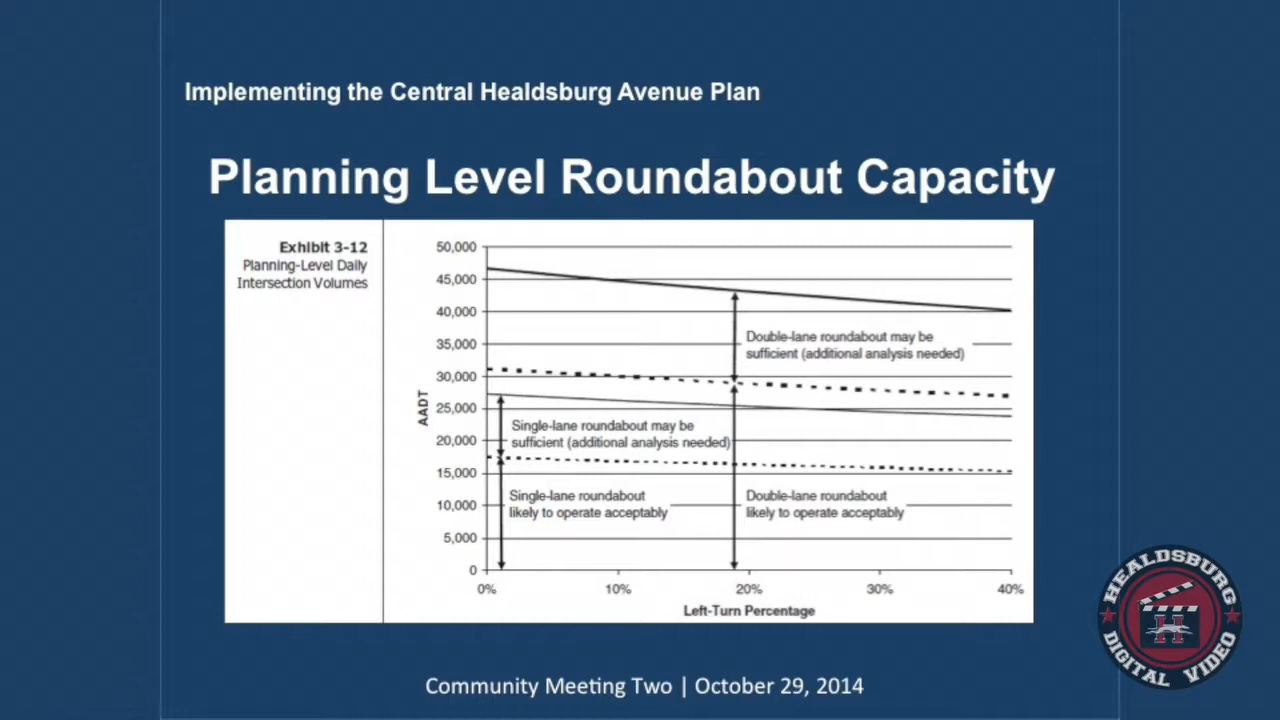 Implementing the Central Healdsburg Avenue Plan
Planning Level Roundabout Capacity
Exhibit 3-12
Planning-Level Daily
Intersection Volumes
50,000
45,000
40,000
35,000
30,000
25,000
20,000
15,000
10,000
5,000
0
AADT
Double-lane roundabout may be
sufficient (additional analysis needed)
Single-lane roundabout may be
sufficient (additional analysis needed)
Single-lane roundabout
likely to operate acceptably
Double-lane roundabout
likely to operate acceptably
0%
10%
20%
30%
40%
Left-Turn Percentage
Community Meeting Two | October 29, 2014
HEALDSBURG
H
DIGITAL VIDEO